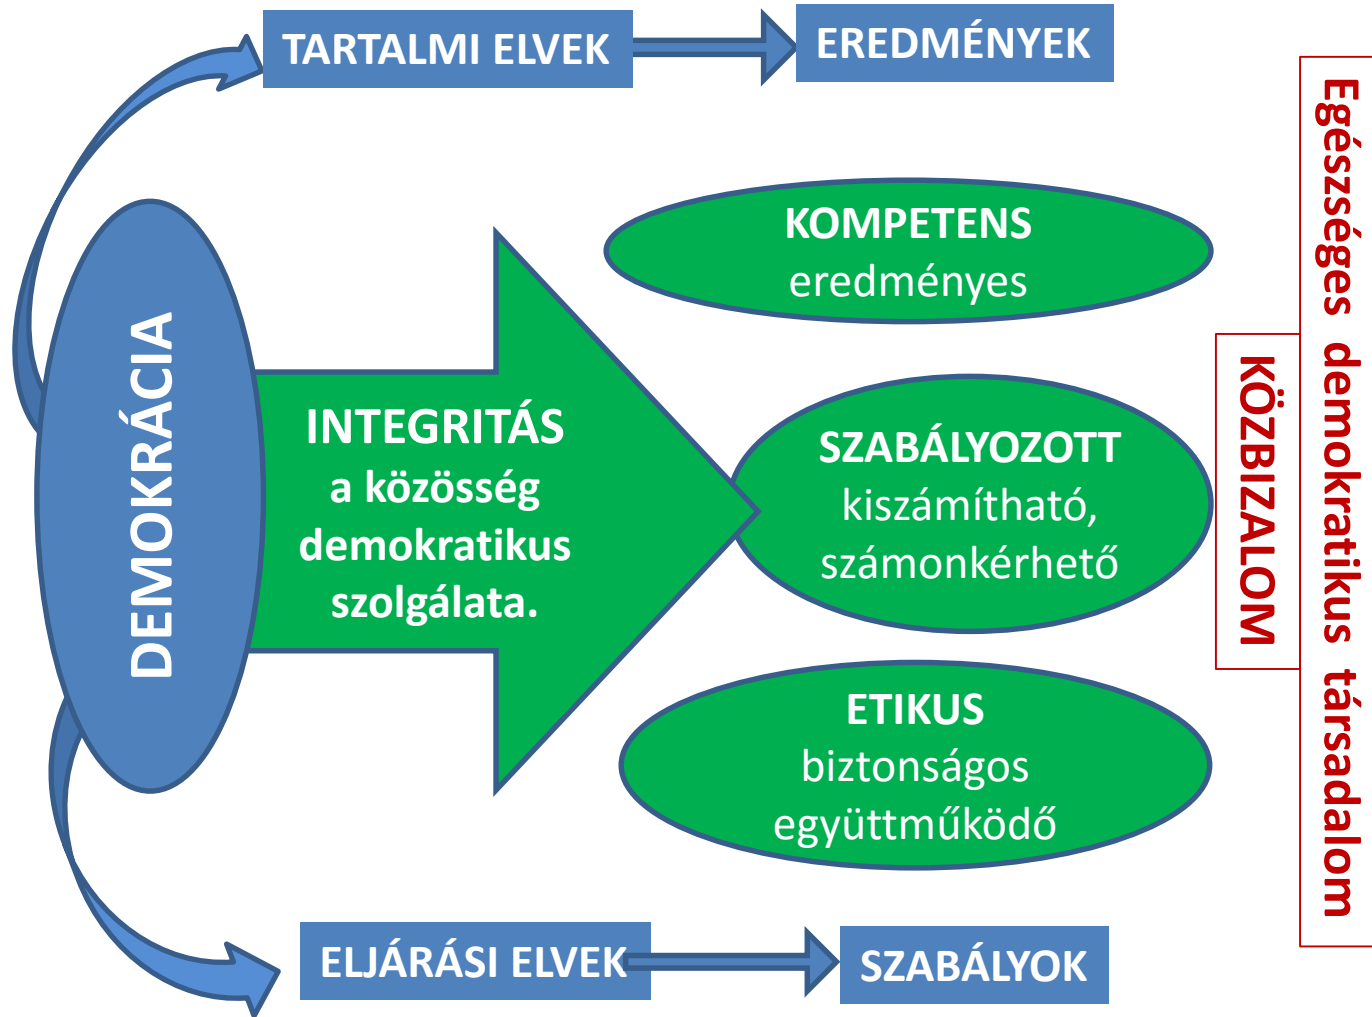 TARTALMI ELVEK
EREDMÉNYEK
DEMOKRÁCIA
INTEGRITÁS
a közösség
demokratikus
szolgálata.
KOMPETENS
eredményes
SZABÁLYOZOTT
kiszámítható,
számonkérhető
ETIKUS
biztonságos
együttműködő
KÖZBIZALOM
Egészséges demokratikus társadalom
ELJÁRÁSI ELVEK
SZABÁLYOK